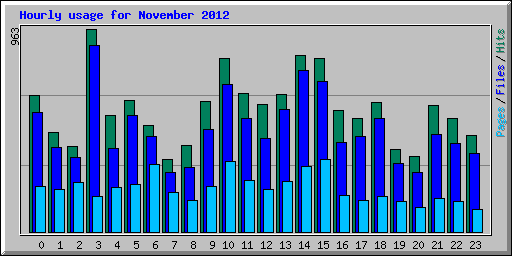 Hourly usage for November 2012
963
Pages / Files / Hits
0 1 2 3 4 5 6 7 8 9 10 11 12 13 14 15 16 17 18 19 20 21 22 23